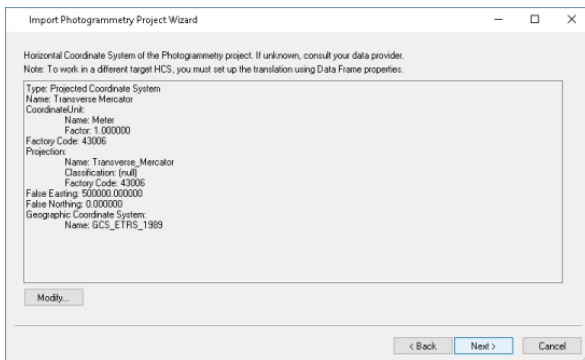 Import Photogrammetry Project Wizard
Horizontal Coordinate System of the Photogrammetry project. If unknown, consult your data provider.
Note: To work in a different target HCS, you must set up the translation using Data Frame properties.
Type: Projected Coordinate System
Name: Transverse Mercator
CoordinateUnit:
Name: Meter
Factor: 1.000000
Factory Code: 43006
Projection:
Name: Transverse_Mercator
Classification: (null)
Factory Code: 43006
False Easting: 500000.000000
False Northing: 0.000000
Geographic Coordinate System:
Name: GCS_ETRS_1989
Modify...
< Back Next > Cancel